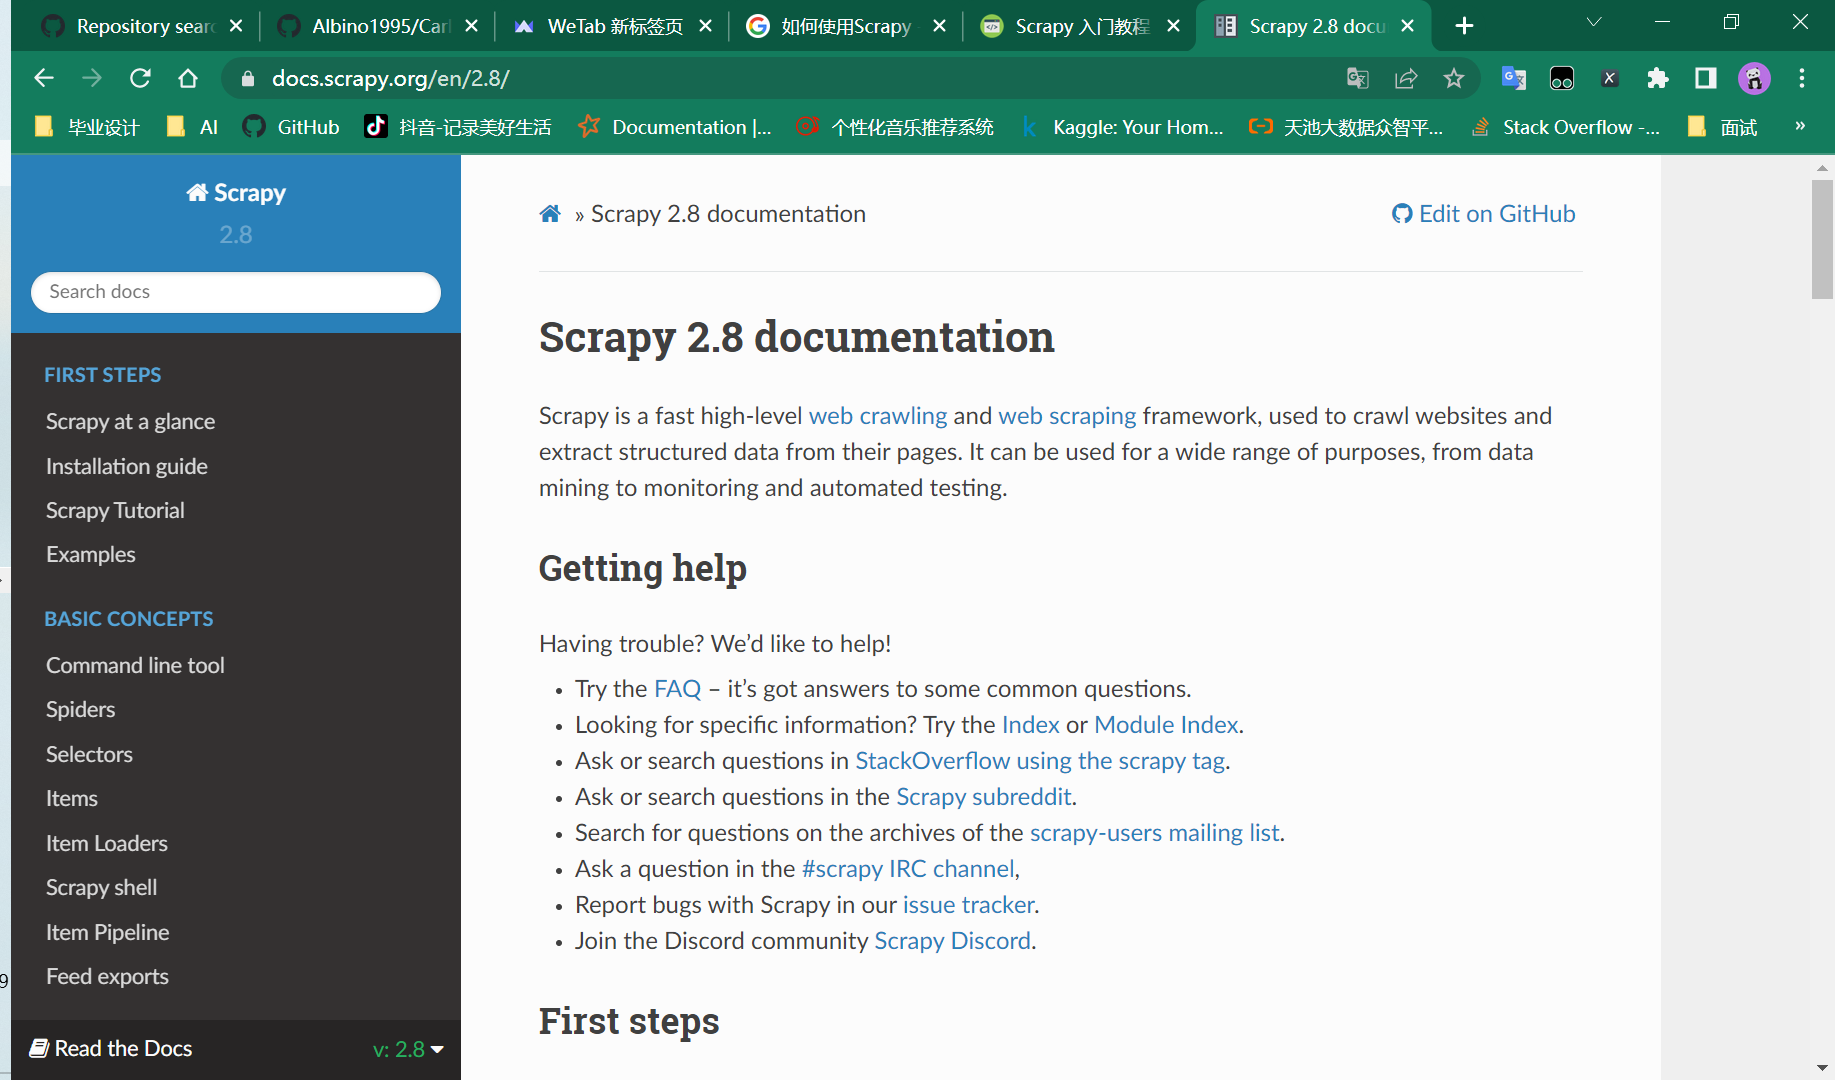 Repository sear
Albino1995/Carl
WeTab 新标签页
如何使用Scrapy
Scrapy 入门教程
Scrapy 2.8 docu
docs.scrapy.org/en/2.8/
毕业设计
AI
GitHub
抖音-记录美好生活
Documentation |...
个性化音乐推荐系统
Kaggle: Your Hom...
天池大数据众智平...
Stack Overflow -...
面试
»
Scrapy
2.8
Search docs
FIRST STEPS
Scrapy at a glance
Installation guide
Scrapy Tutorial
Examples
BASIC CONCEPTS
Command line tool
Spiders
Selectors
Items
Item Loaders
Scrapy shell
Item Pipeline
Feed exports
9
Read the Docs
v: 2.8
» Scrapy 2.8 documentation
Edit on GitHub
Scrapy 2.8 documentation
Scrapy is a fast high-level web crawling and web scraping framework, used to crawl websites and
extract structured data from their pages. It can be used for a wide range of purposes, from data
mining to monitoring and automated testing.
Getting help
Having trouble? We’d like to help!
• Try the FAQ – it’s got answers to some common questions.
• Looking for specific information? Try the Index or Module Index.
• Ask or search questions in StackOverflow using the scrapy tag.
• Ask or search questions in the Scrapy subreddit.
• Search for questions on the archives of the scrapy-users mailing list.
• Ask a question in the #scrapy IRC channel,
• Report bugs with Scrapy in our issue tracker.
• Join the Discord community Scrapy Discord.
First steps